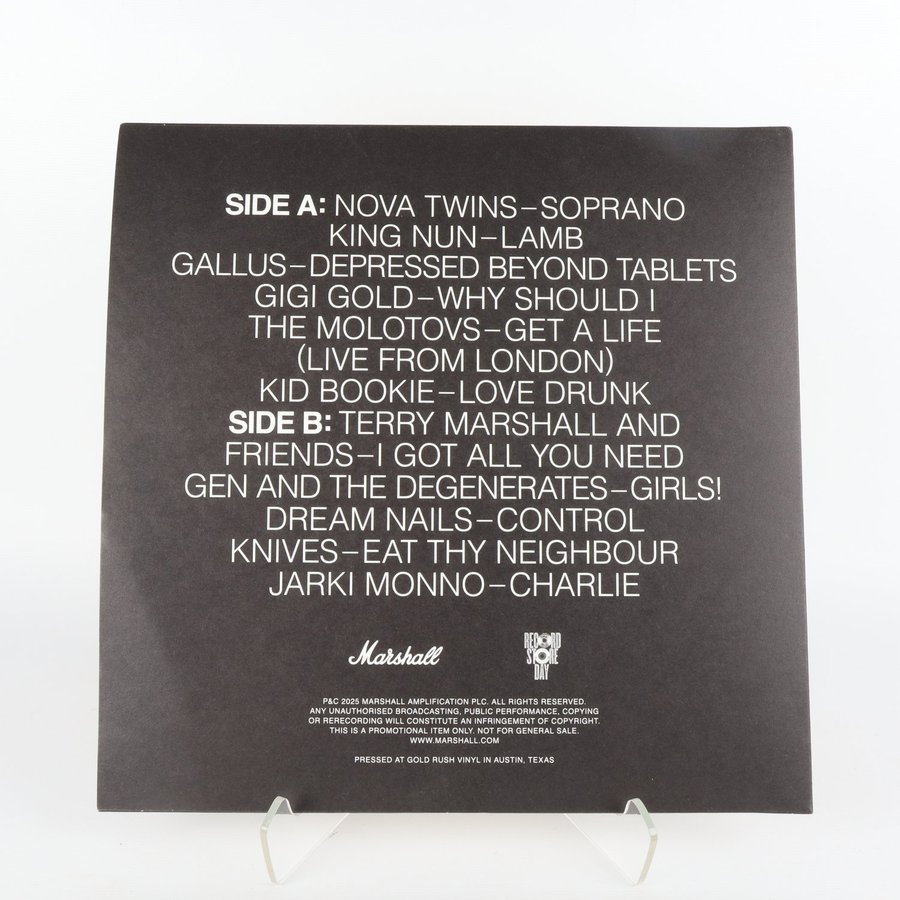 SIDE A: NOVA TWINS–SOPRANO
KING NUN–LAMB
GALLUS–DEPRESSED BEYOND TABLETS
GIGI GOLD–WHY SHOULD I
THE MOLOTOVS–GET A LIFE
(LIVE FROM LONDON)
KID BOOKIE–LOVE DRUNK
SIDE B: TERRY MARSHALL AND
FRIENDS–I GOT ALL YOU NEED
GEN AND THE DEGENERATES–GIRLS!
DREAM NAILS–CONTROL
KNIVES–EAT THY NEIGHBOUR
JARKI MONNO–CHARLIE
Marshall
RECORD
STORE
DAY
P&C 2025 MARSHALL AMPLIFICATION PLC. ALL RIGHTS RESERVED.
ANY UNAUTHORISED BROADCASTING, PUBLIC PERFORMANCE, COPYING
OR RERECORDING WILL CONSTITUTE AN INFRINGEMENT OF COPYRIGHT.
THIS IS A PROMOTIONAL ITEM ONLY. NOT FOR GENERAL SALE.
WWW.MARSHALL.COM
PRESSED AT GOLD RUSH VINYL IN AUSTIN, TEXAS